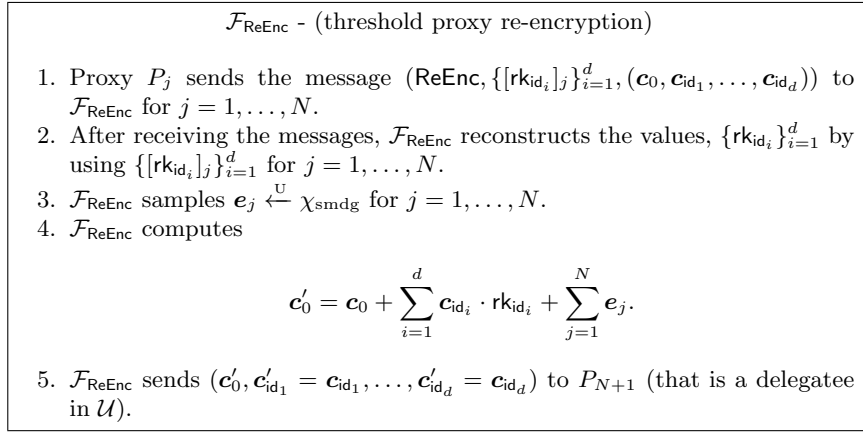 𝓕_ReEnc - (threshold proxy re-encryption)
1. Proxy P_j sends the message (ReEnc, {[rk_{id_i}]_j}_{i=1}^d, (c_0, c_{id_1}, …, c_{id_d})) to
𝓕_ReEnc for j = 1, …, N.
2. After receiving the messages, 𝓕_ReEnc reconstructs the values, {rk_{id_i}}_{i=1}^d by
using {[rk_{id_i}]_j}_{i=1}^d for j = 1, …, N.
3. 𝓕_ReEnc samples e_j ←^U χ_smdg for j = 1, …, N.
4. 𝓕_ReEnc computes
c'_0 = c_0 + ∑_{i=1}^{d} c_{id_i} · rk_{id_i} + ∑_{j=1}^{N} e_j.
5. 𝓕_ReEnc sends (c'_0, c'_{id_1} = c_{id_1}, …, c'_{id_d} = c_{id_d}) to P_{N+1} (that is a delegatee
in 𝓤).